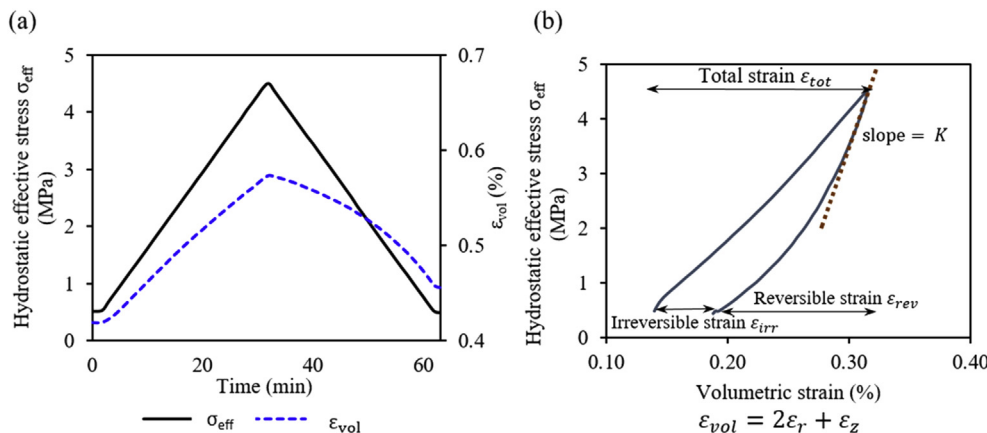 (a)
Hydrostatic effective stress σeff
(MPa)
5
4
3
2
1
0
0.7
0.6
0.5
0.4
εvol (%)
0
20
40
60
Time (min)
σeff
εvol
(b)
Hydrostatic effective stress σeff
(MPa)
5
4
3
2
1
0
Total strain εtot
slope = K
Reversible strain εrev
Irreversible strain εirr
0.10
0.20
0.30
0.40
Volumetric strain (%)
εvol = 2εr + εz